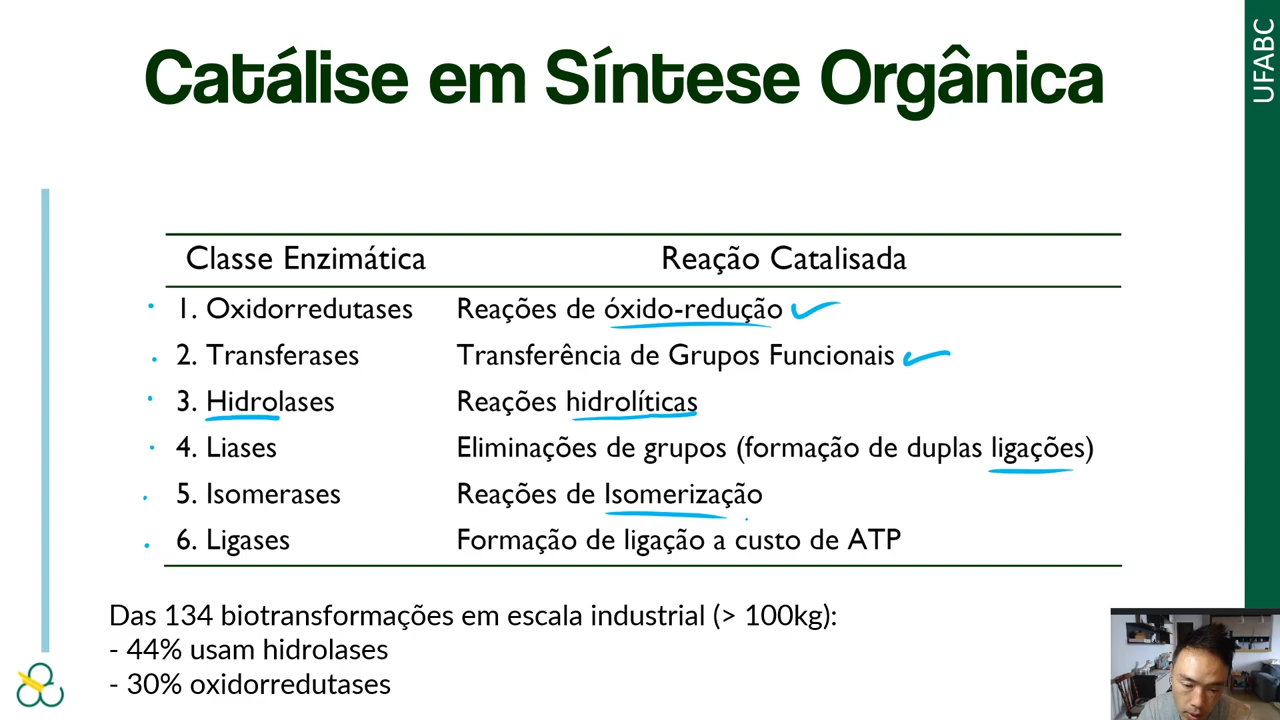 Catálise em Síntese Orgânica
UFABC
Classe Enzimática Reação Catalisada
1. Oxidorredutases Reações de óxido-redução
2. Transferases Transferência de Grupos Funcionais
3. Hidrolases Reações hidrolíticas
4. Liases Eliminações de grupos (formação de duplas ligações)
5. Isomerases Reações de Isomerização
6. Ligases Formação de ligação a custo de ATP
Das 134 biotransformações em escala industrial (> 100kg):
- 44% usam hidrolases
- 30% oxidorredutases